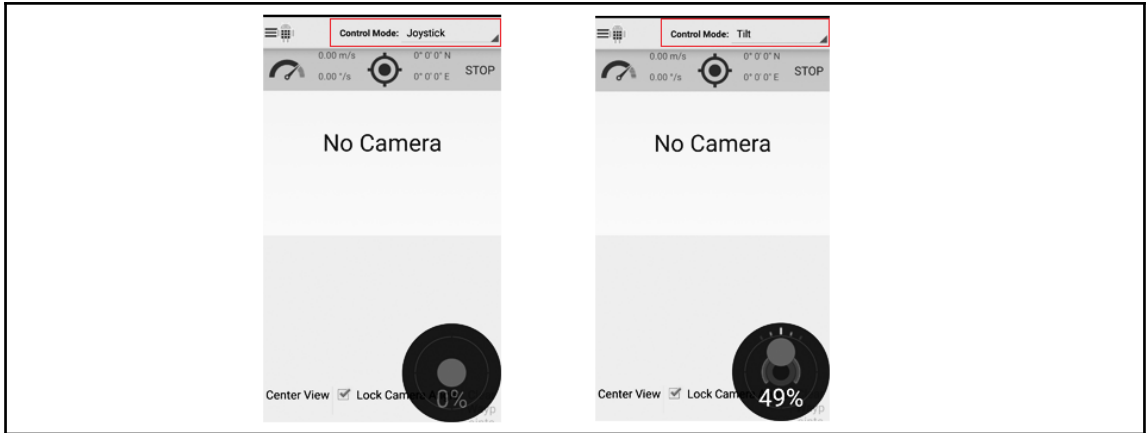 Control Mode: Joystick
0.00 m/s 0° 0' 0" N
0.00 °/s 0° 0' 0" E STOP
No Camera
Center View Lock Cam
0%
Control Mode: Tilt
0.00 m/s 0° 0' 0" N
0.00 °/s 0° 0' 0" E STOP
No Camera
Center View Lock Cam
49%